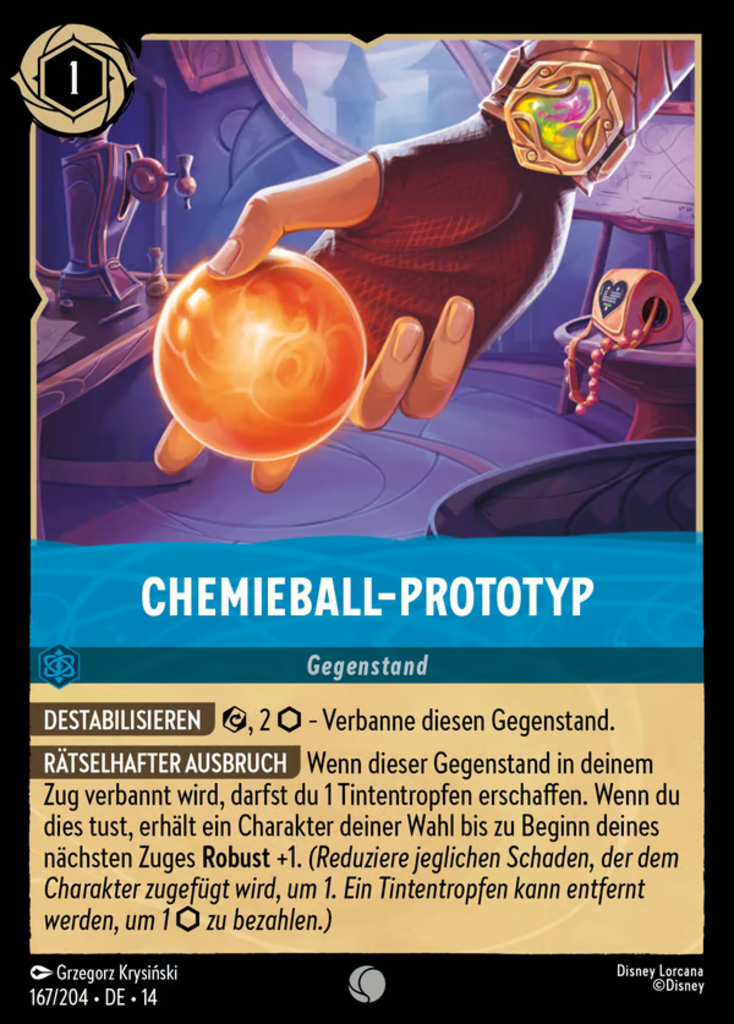 1
CHEMIEBALL-PROTOTYP
Gegenstand
DESTABILISIEREN , 2 – Verbanne diesen Gegenstand.
RÄTSELHAFTER AUSBRUCH Wenn dieser Gegenstand in deinem
Zug verbannt wird, darfst du 1 Tintentropfen erschaffen. Wenn du
dies tust, erhält ein Charakter deiner Wahl bis zu Beginn deines
nächsten Zuges Robust +1. (Reduziere jeglichen Schaden, der dem
Charakter zugefügt wird, um 1. Ein Tintentropfen kann entfernt
werden, um 1 zu bezahlen.)
Grzegorz Krysiński
Disney Lorcana
167/204 • DE • 14
©Disney